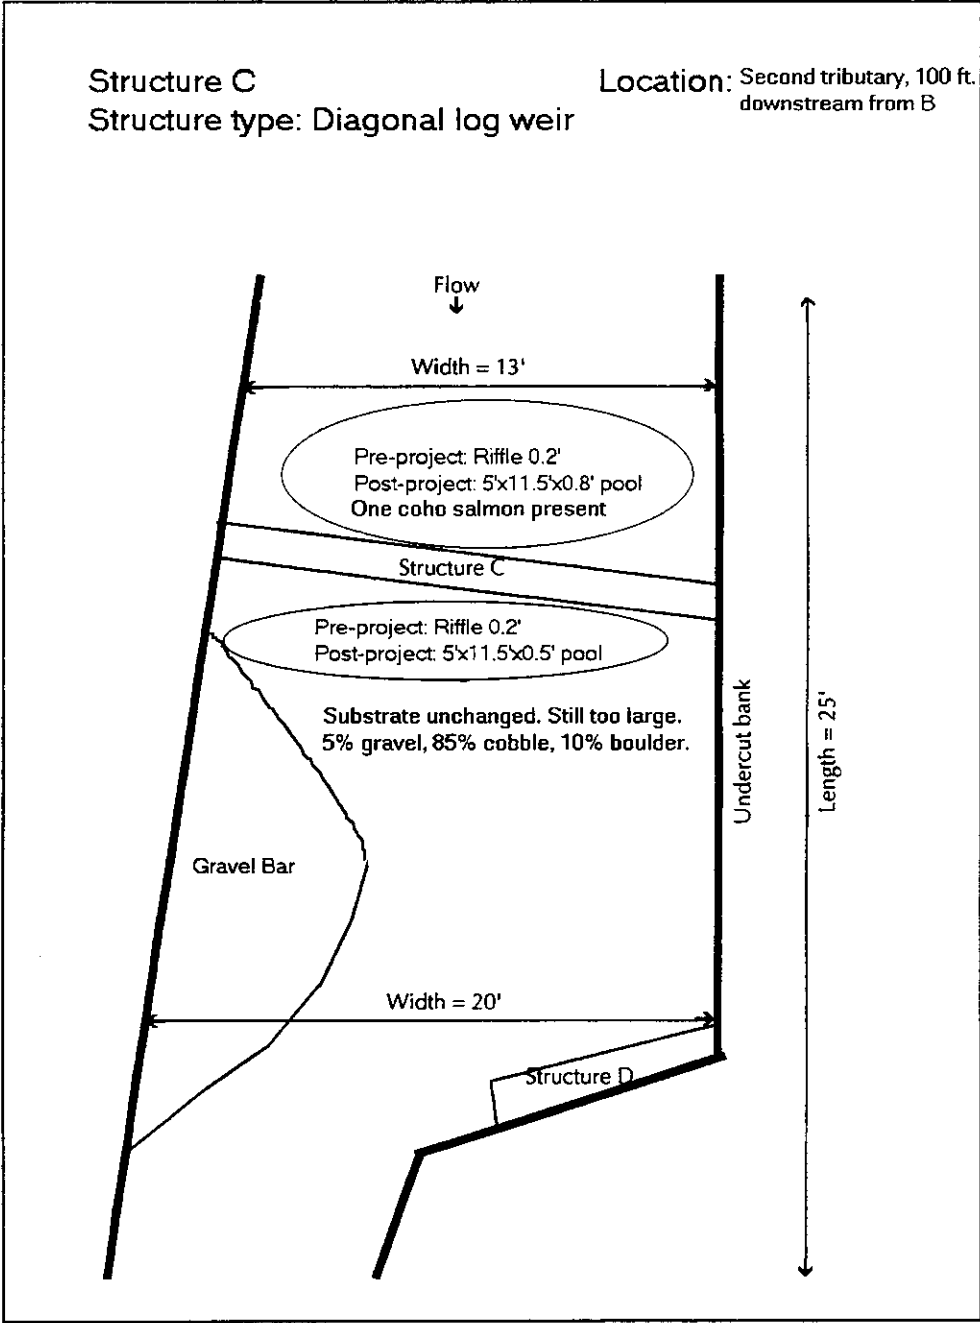 Structure C
Structure type: Diagonal log weir
Location: Second tributary, 100 ft.
downstream from B
Flow
Width = 13'
Pre-project: Riffle 0.2'
Post-project: 5'x11.5'x0.8' pool
One coho salmon present
Structure C
Pre-project: Riffle 0.2'
Post-project: 5'x11.5'x0.5' pool
Substrate unchanged. Still too large.
5% gravel, 85% cobble, 10% boulder.
Undercut bank
Length = 25'
Gravel Bar
Width = 20'
Structure D